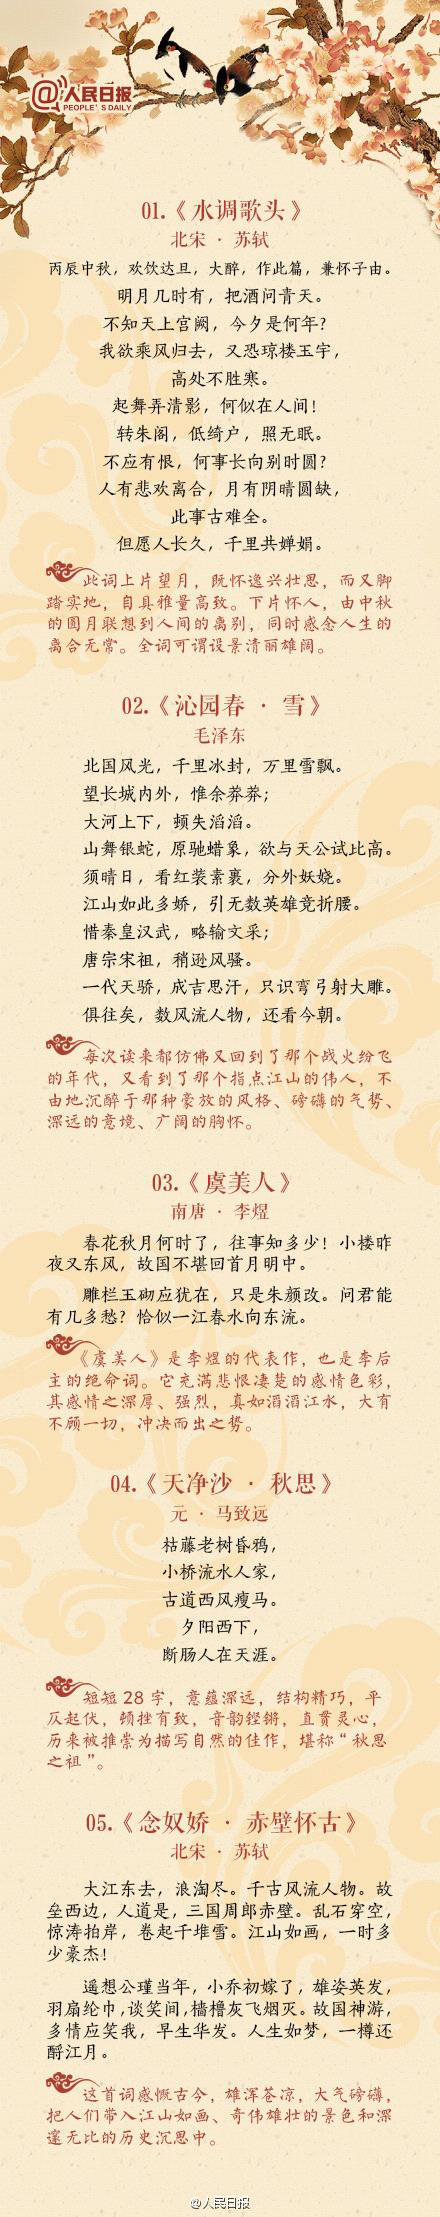 @人民日报
PEOPLE'S DAILY
01.《水调歌头》
北宋 · 苏轼
丙辰中秋，欢饮达旦，大醉，作此篇，兼怀子由。
明月几时有，把酒问青天。
不知天上宫阙，今夕是何年？
我欲乘风归去，又恐琼楼玉宇，
高处不胜寒。
起舞弄清影，何似在人间！
转朱阁，低绮户，照无眠。
不应有恨，何事长向别时圆？
人有悲欢离合，月有阴晴圆缺，
此事古难全。
但愿人长久，千里共婵娟。
此词上片望月，既怀逸兴壮思，而又脚
踏实地，自具雅量高致。下片怀人，由中秋
的圆月联想到人间的离别，同时感念人生的
离合无常。全词可谓设景清丽雄阔。
02.《沁园春 · 雪》
毛泽东
北国风光，千里冰封，万里雪飘。
望长城内外，惟余莽莽；
大河上下，顿失滔滔。
山舞银蛇，原驰蜡象，欲与天公试比高。
须晴日，看红装素裹，分外妖娆。
江山如此多娇，引无数英雄竞折腰。
惜秦皇汉武，略输文采；
唐宗宋祖，稍逊风骚。
一代天骄，成吉思汗，只识弯弓射大雕。
俱往矣，数风流人物，还看今朝。
每次读来都仿佛又回到了那个战火纷飞
的年代，又看到了那个指点江山的伟人，不
由地沉醉于那种豪放的风格、磅礴的气势、
深远的意境、广阔的胸怀。
03.《虞美人》
南唐 · 李煜
春花秋月何时了，往事知多少！小楼昨
夜又东风，故国不堪回首月明中。
雕栏玉砌应犹在，只是朱颜改。问君能
有几多愁？恰似一江春水向东流。
《虞美人》是李煜的代表作，也是李后
主的绝命词。它充满悲恨凄楚的感情色彩，
其感情之深厚、强烈，真如滔滔江水，大有
不顾一切，冲决而出之势。
04.《天净沙 · 秋思》
元 · 马致远
枯藤老树昏鸦，
小桥流水人家，
古道西风瘦马。
夕阳西下，
断肠人在天涯。
短短28字，意蕴深远，结构精巧，平
仄起伏，顿挫有致，音韵铿锵，直贯灵心，
历来被推崇为描写自然的佳作，堪称“秋思
之祖”。
05.《念奴娇 · 赤壁怀古》
北宋 · 苏轼
大江东去，浪淘尽。千古风流人物。故
垒西边，人道是，三国周郎赤壁。乱石穿空，
惊涛拍岸，卷起千堆雪。江山如画，一时多
少豪杰！
遥想公瑾当年，小乔初嫁了，雄姿英发，
羽扇纶巾，谈笑间，樯橹灰飞烟灭。故国神游，
多情应笑我，早生华发。人生如梦，一樽还
酹江月。
这首词感慨古今，雄浑苍凉，大气磅礴，
把人们带入江山如画、奇伟雄壮的景色和深
邃无比的历史沉思中。
@人民日报